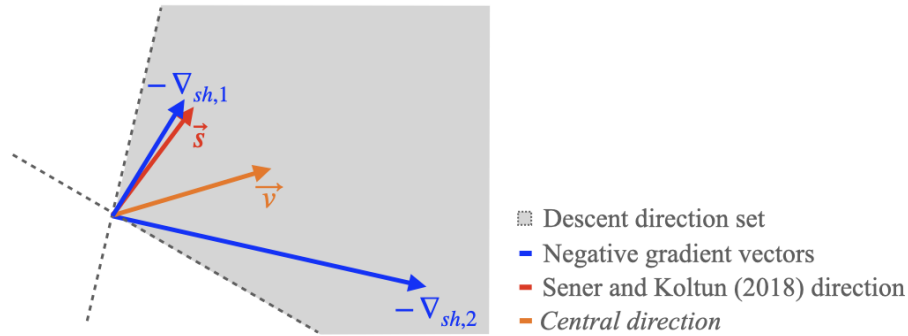 − ∇sh,1
s⃗
v⃗
− ∇sh,2
Descent direction set
Negative gradient vectors
Sener and Koltun (2018) direction
Central direction